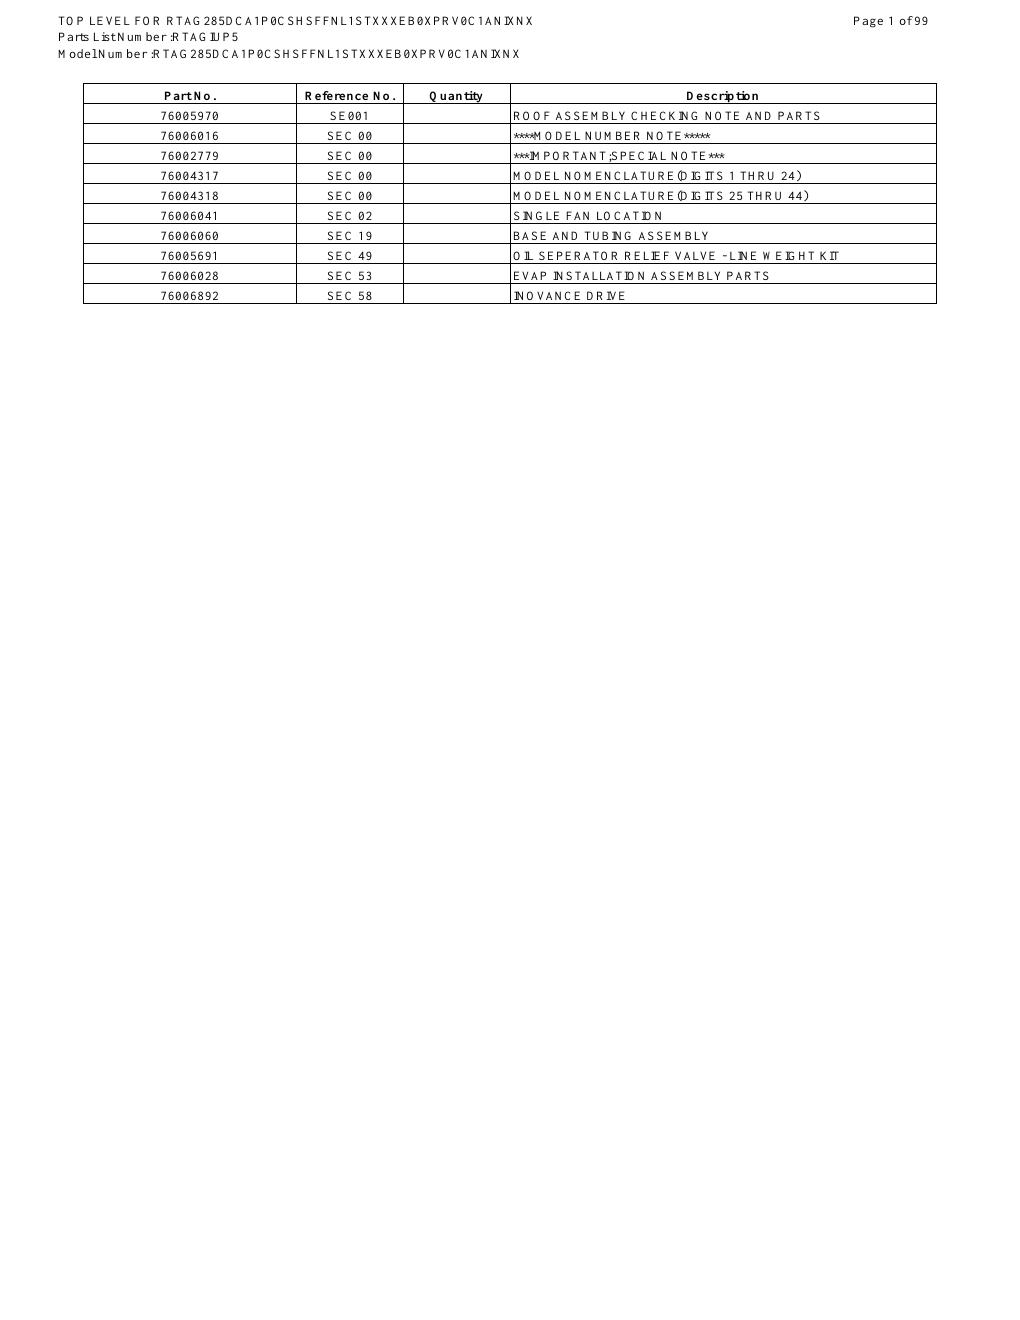 TOP LEVEL FOR RTAG285DCA1P0CSHSFFNL1STXXXEB0XPRV0C1ANIXNX Page 1 of 99
Parts List Number :RTAG1UP5
Model Number :RTAG285DCA1P0CSHSFFNL1STXXXEB0XPRV0C1ANIXNX
Part No. Reference No. Quantity Description
76005970 SE001 ROOF ASSEMBLY CHECKING NOTE AND PARTS
76006016 SEC 00 ****MODEL NUMBER NOTE*****
76002779 SEC 00 ***IMPORTANT;SPECIAL NOTE***
76004317 SEC 00 MODEL NOMENCLATURE(DIGITS 1 THRU 24)
76004318 SEC 00 MODEL NOMENCLATURE(DIGITS 25 THRU 44)
76006041 SEC 02 SINGLE FAN LOCATION
76006060 SEC 19 BASE AND TUBING ASSEMBLY
76005691 SEC 49 OIL SEPERATOR RELIEF VALVE -LINE WEIGHT KIT
76006028 SEC 53 EVAP INSTALLATION ASSEMBLY PARTS
76006892 SEC 58 INOVANCE DRIVE